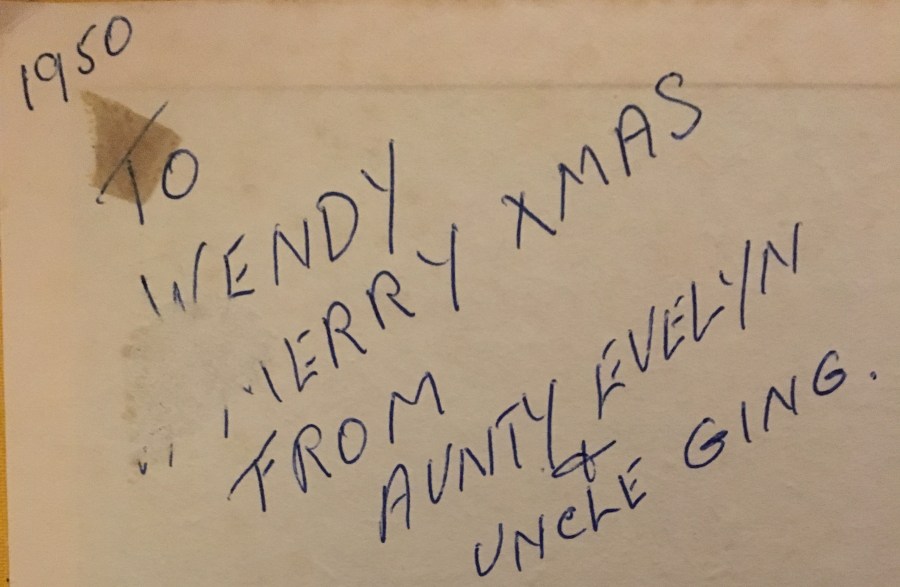 1950
TO
WENDY
MERRY XMAS
FROM
AUNTY EVELYN
&
UNCLE GING.